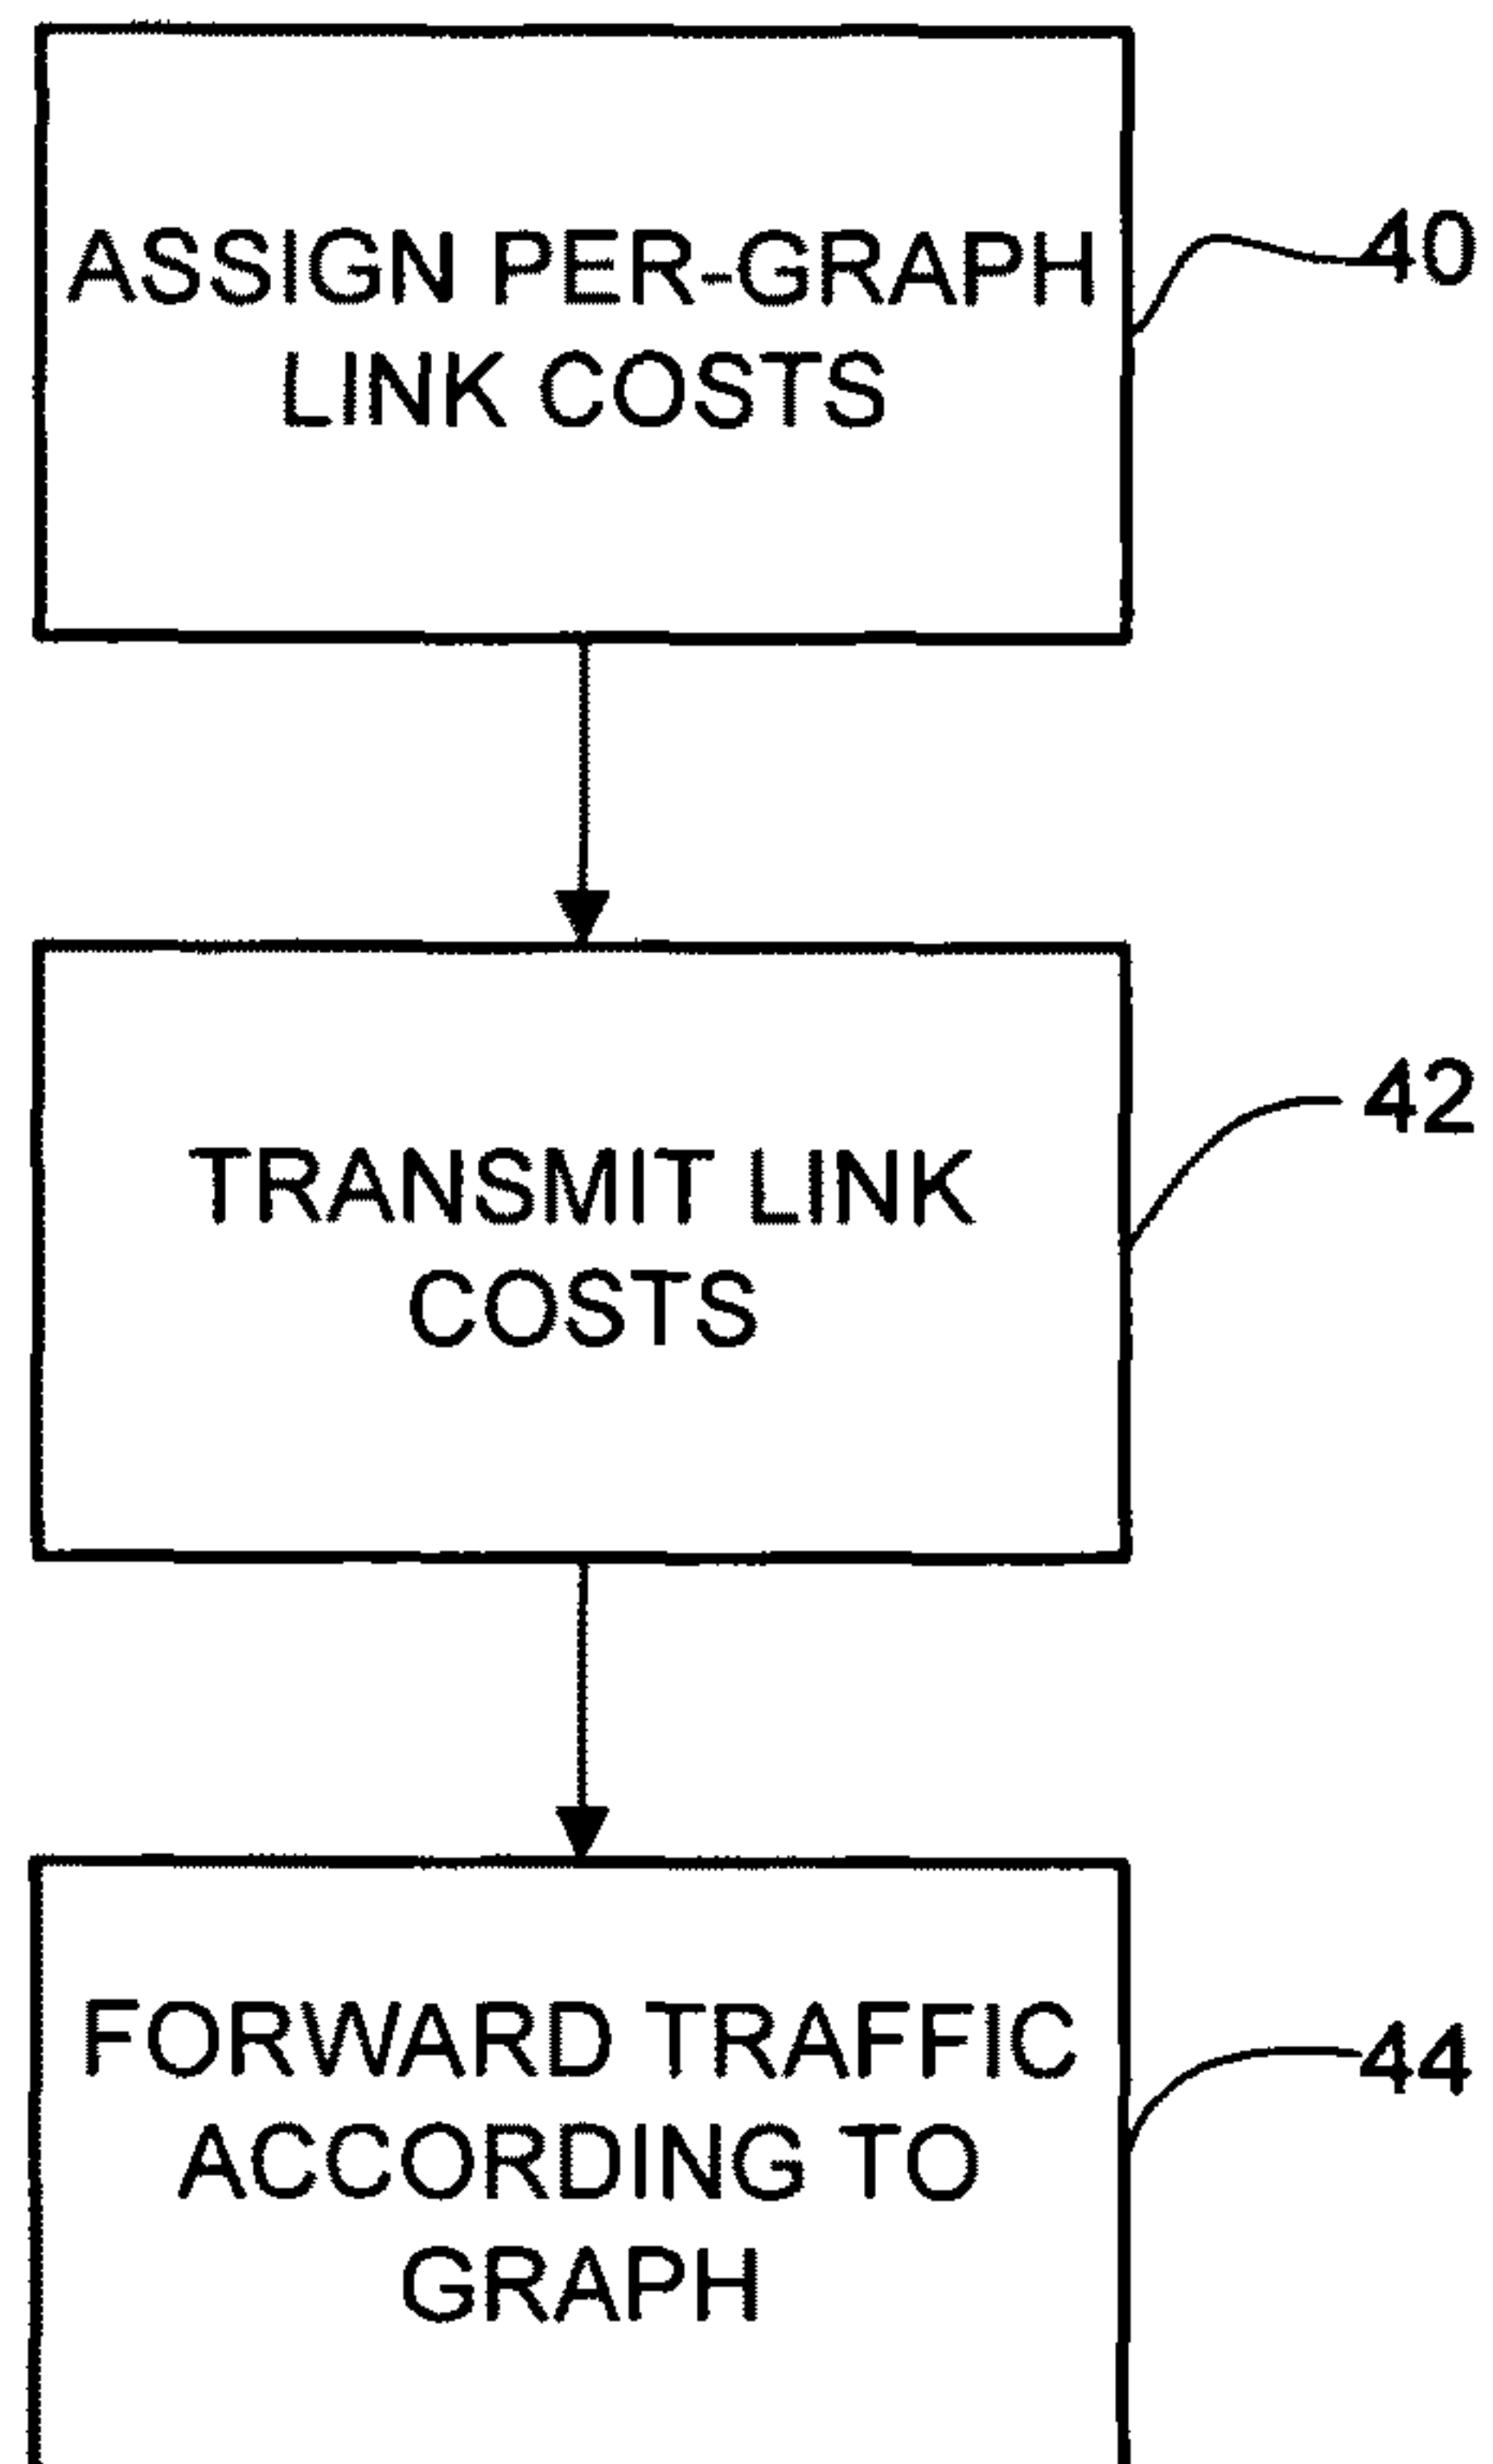 ASSIGN PER-GRAPH
LINK COSTS
40
TRANSMIT LINK
COSTS
42
FORWARD TRAFFIC
ACCORDING TO
GRAPH
44